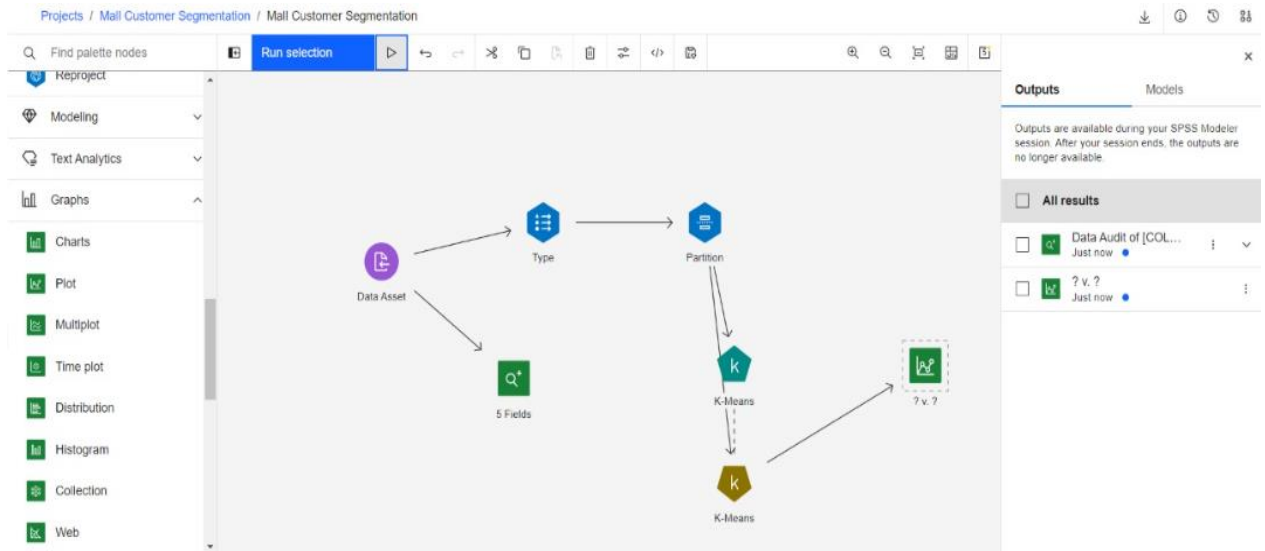 Projects / Mall Customer Segmentation / Mall Customer Segmentation
Find palette nodes
Run selection
Reproject
Modeling
Text Analytics
Graphs
Charts
Plot
Multiplot
Time plot
Distribution
Histogram
Collection
Web
Data Asset
Type
Partition
5 Fields
k
K-Means
k
K-Means
? v. ?
Outputs Models
Outputs are available during your SPSS Modeler
session. After your session ends, the outputs are
no longer available.
All results
Data Audit of [COL...
Just now
? v. ?
Just now